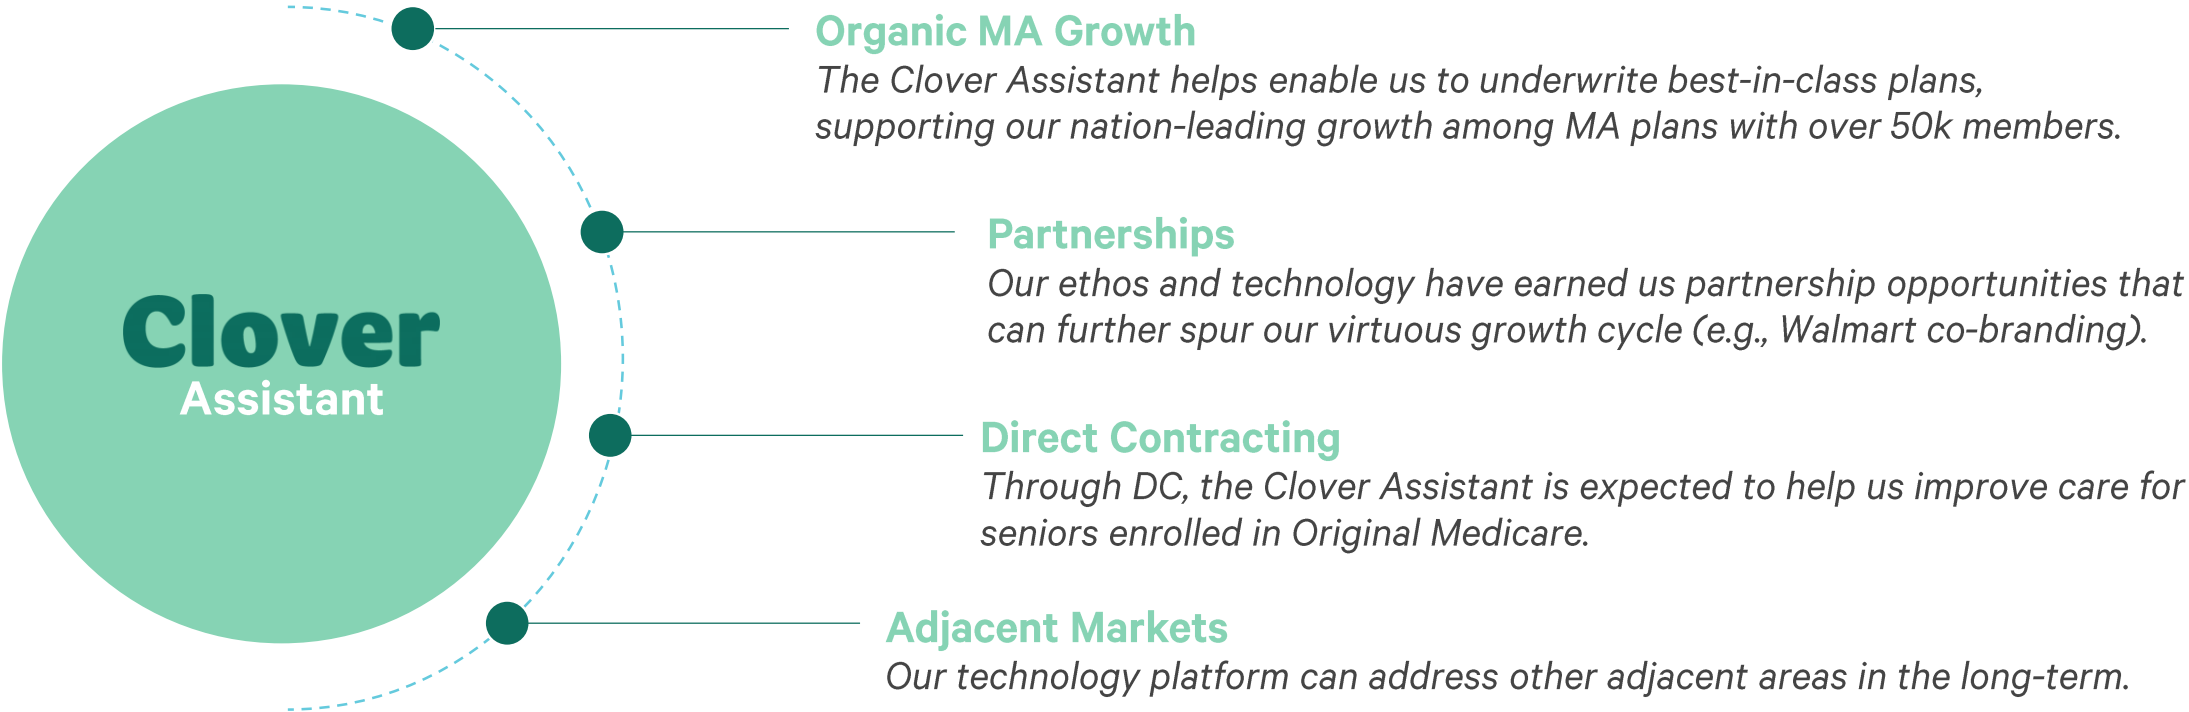 Clover
Assistant
Organic MA Growth
The Clover Assistant helps enable us to underwrite best-in-class plans,
supporting our nation-leading growth among MA plans with over 50k members.
Partnerships
Our ethos and technology have earned us partnership opportunities that
can further spur our virtuous growth cycle (e.g., Walmart co-branding).
Direct Contracting
Through DC, the Clover Assistant is expected to help us improve care for
seniors enrolled in Original Medicare.
Adjacent Markets
Our technology platform can address other adjacent areas in the long-term.